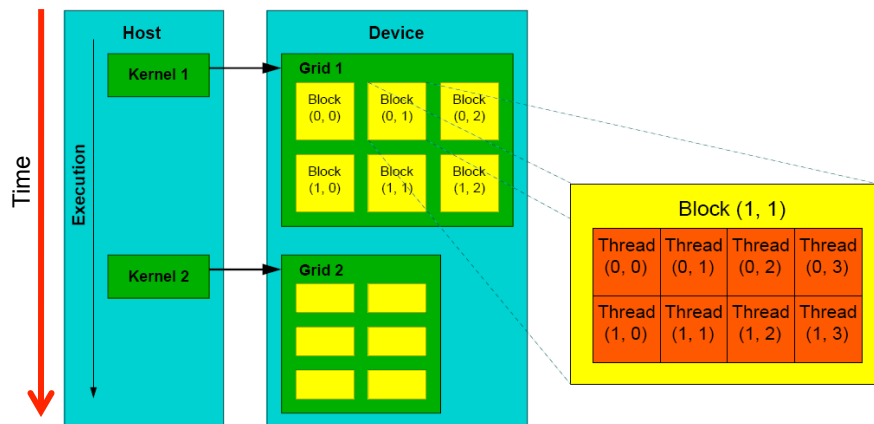 Time
Execution
Host
Kernel 1
Kernel 2
Device
Grid 1
Block
(0, 0)
Block
(0, 1)
Block
(0, 2)
Block
(1, 0)
Block
(1, 1)
Block
(1, 2)
Grid 2
Block (1, 1)
Thread
(0, 0)
Thread
(0, 1)
Thread
(0, 2)
Thread
(0, 3)
Thread
(1, 0)
Thread
(1, 1)
Thread
(1, 2)
Thread
(1, 3)